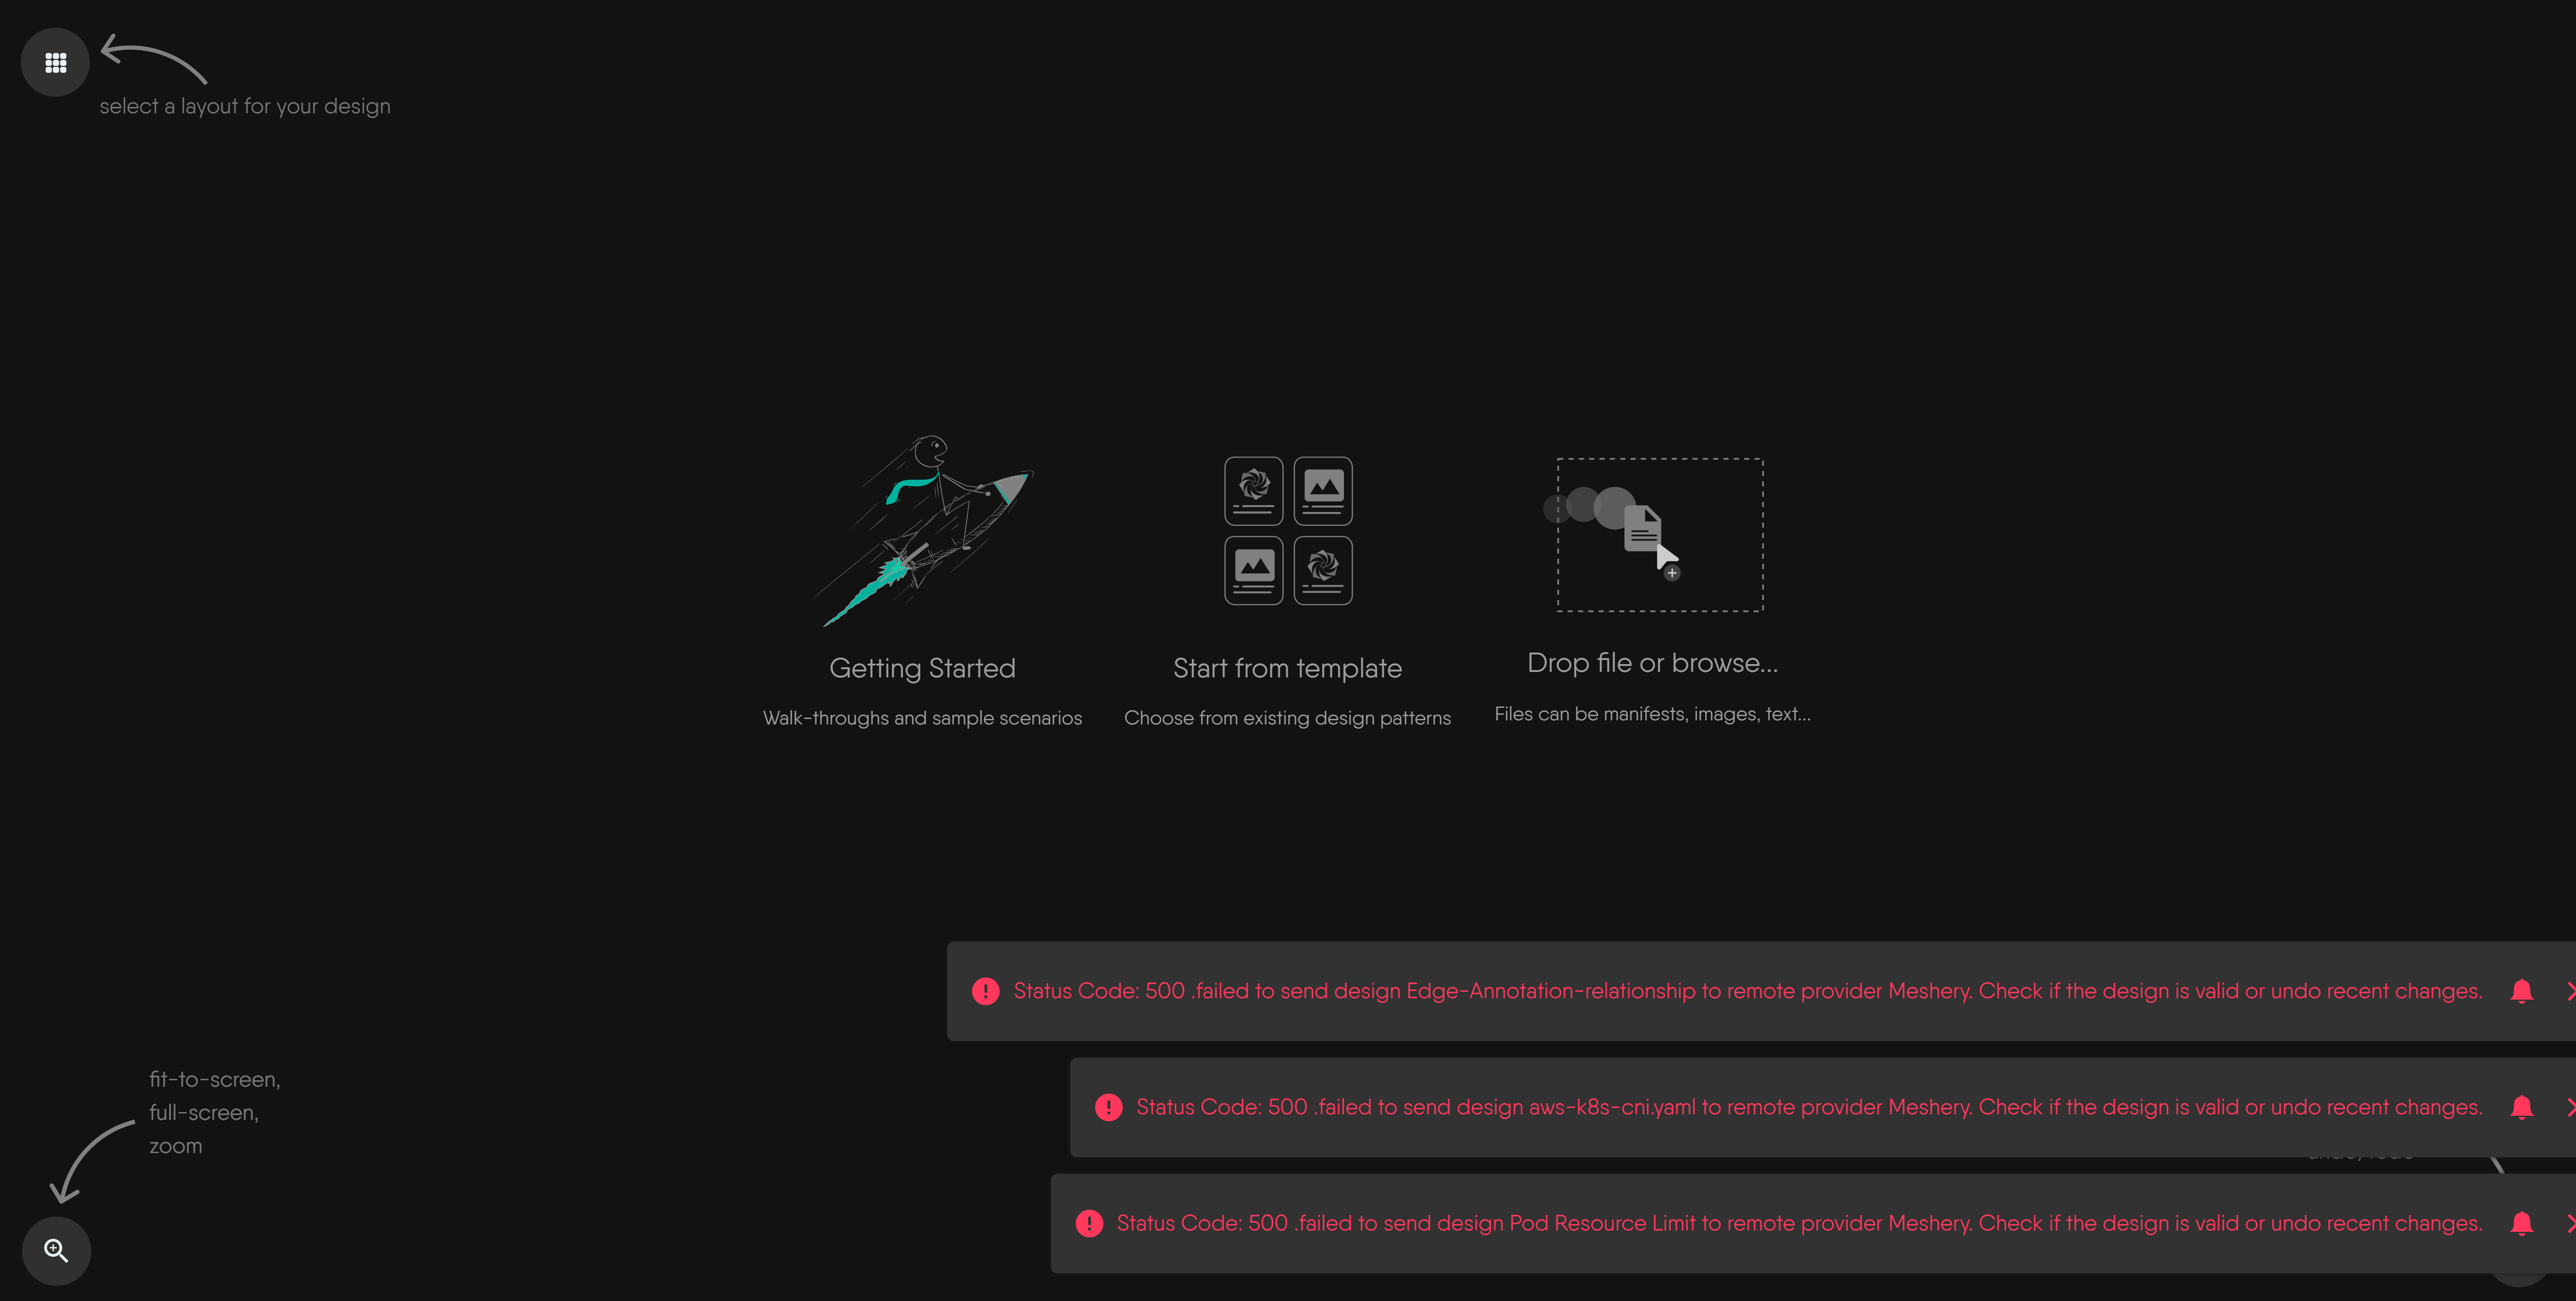 select a layout for your design
Getting Started
Walk-throughs and sample scenarios
Start from template
Choose from existing design patterns
Drop file or browse...
Files can be manifests, images, text...
Status Code: 500 .failed to send design Edge-Annotation-relationship to remote provider Meshery. Check if the design is valid or undo recent changes.
Status Code: 500 .failed to send design aws-k8s-cni.yaml to remote provider Meshery. Check if the design is valid or undo recent changes.
Status Code: 500 .failed to send design Pod Resource Limit to remote provider Meshery. Check if the design is valid or undo recent changes.
fit-to-screen,
full-screen,
zoom